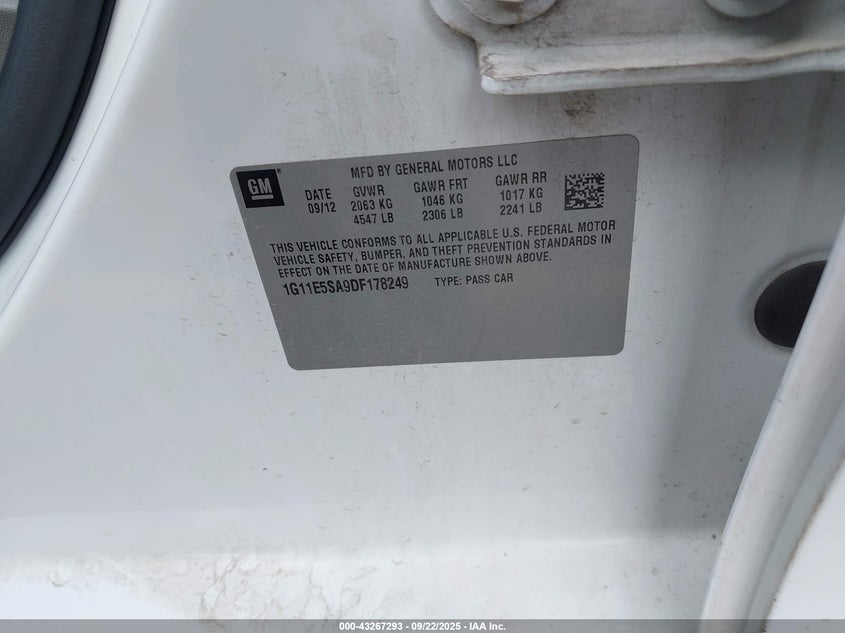 GM
MFD BY GENERAL MOTORS LLC
DATE GVWR GAWR FRT GAWR RR
09/12 2063 KG 1046 KG 1017 KG
4547 LB 2306 LB 2241 LB
THIS VEHICLE CONFORMS TO ALL APPLICABLE U.S. FEDERAL MOTOR
VEHICLE SAFETY, BUMPER, AND THEFT PREVENTION STANDARDS IN
EFFECT ON THE DATE OF MANUFACTURE SHOWN ABOVE.
1G11E5SA9DF178249 TYPE: PASS CAR
000-43267293 - 09/22/2025 - IAA Inc.